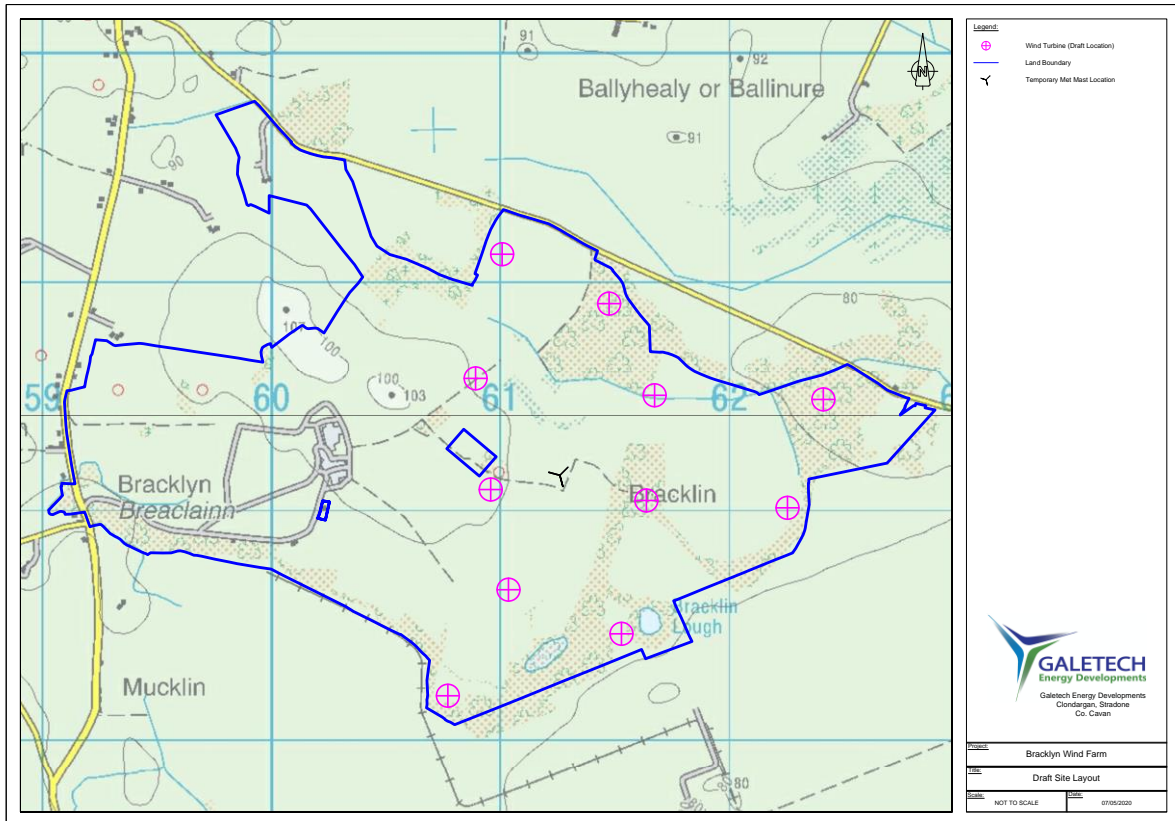 91
92
Ballyhealy or Ballinure
91
90
107
100
80
100
103
59
60
61
62
6
Bracklyn
Breaclainn
Bracklin
Bracklin
Lough
Mucklin
80
80
N
Legend:
Wind Turbine (Draft Location)
Land Boundary
Temporary Met Mast Location
GALETECH
Energy Developments
Galetech Energy Developments
Clondargan, Stradone
Co. Cavan
Project:
Bracklyn Wind Farm
Title:
Draft Site Layout
Scale:
NOT TO SCALE
Date:
07/05/2020